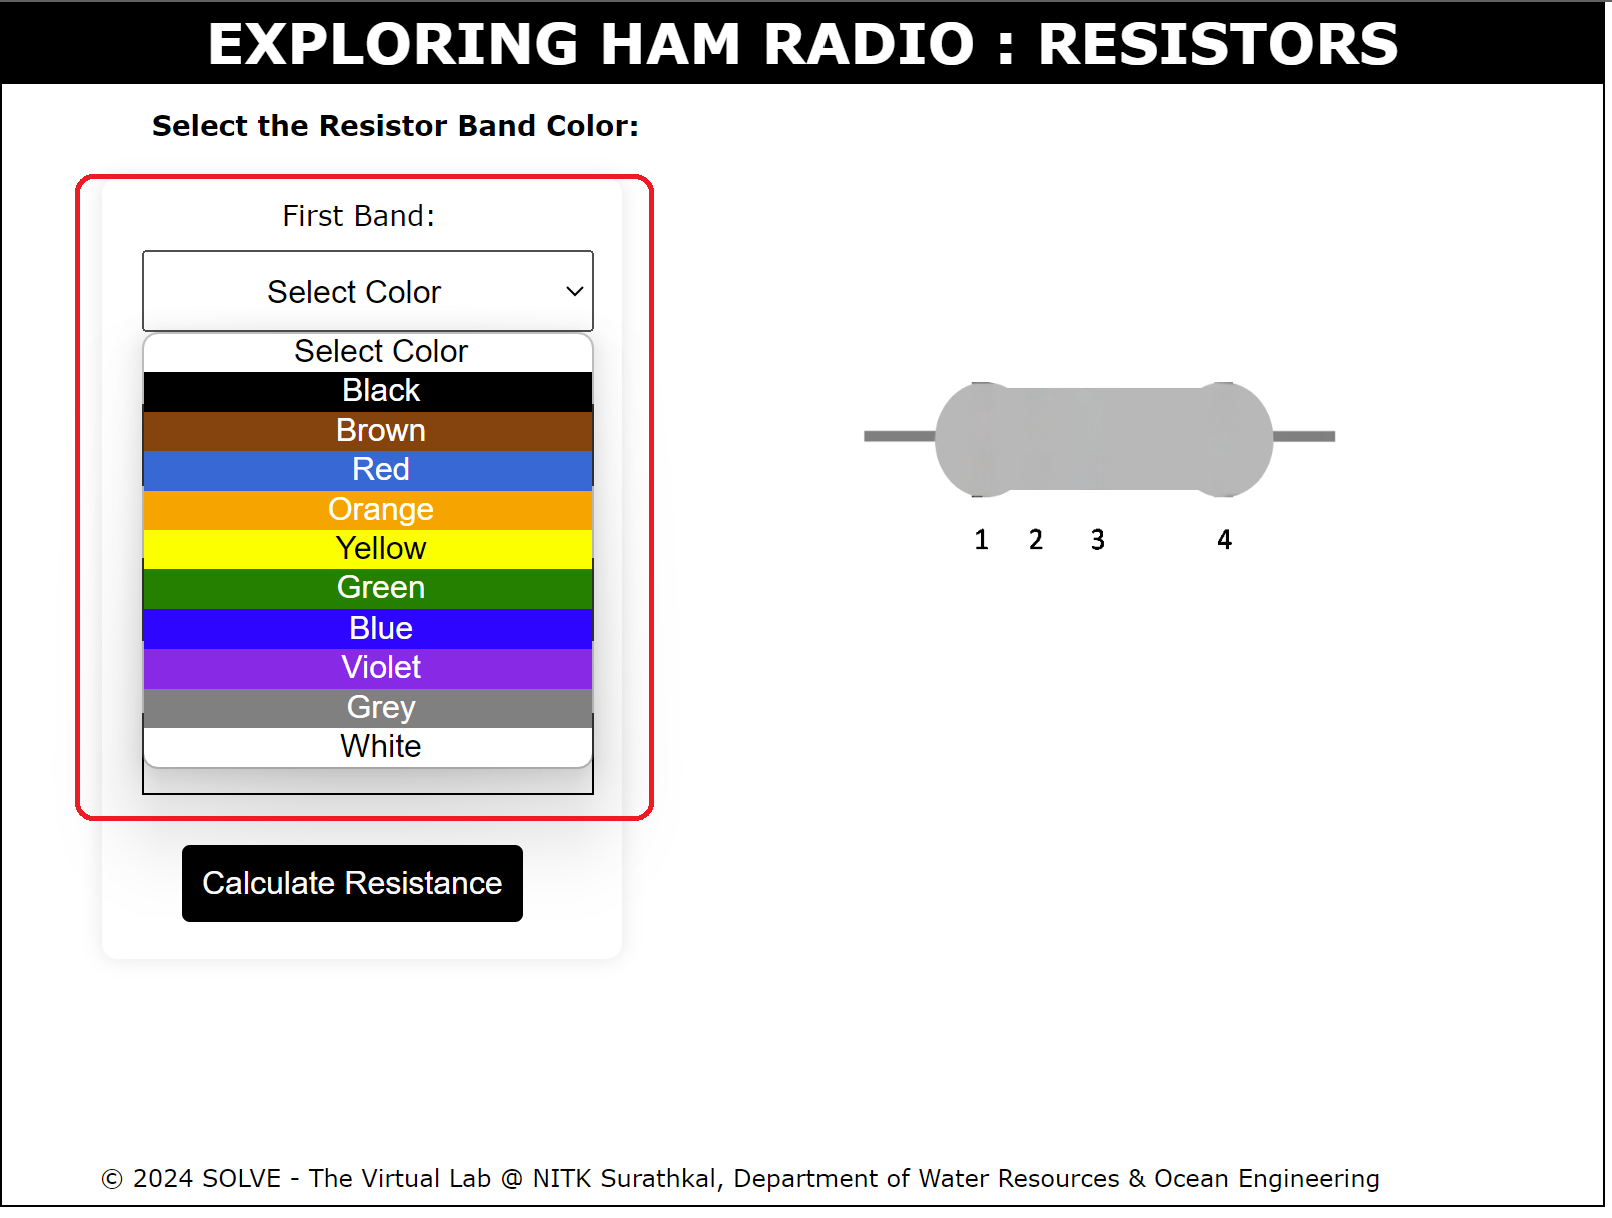 EXPLORING HAM RADIO : RESISTORS
Select the Resistor Band Color:
First Band:
Select Color
Select Color
Black
Brown
Red
Orange
Yellow
Green
Blue
Violet
Grey
White
Calculate Resistance
1 2 3 4
© 2024 SOLVE - The Virtual Lab @ NITK Surathkal, Department of Water Resources & Ocean Engineering